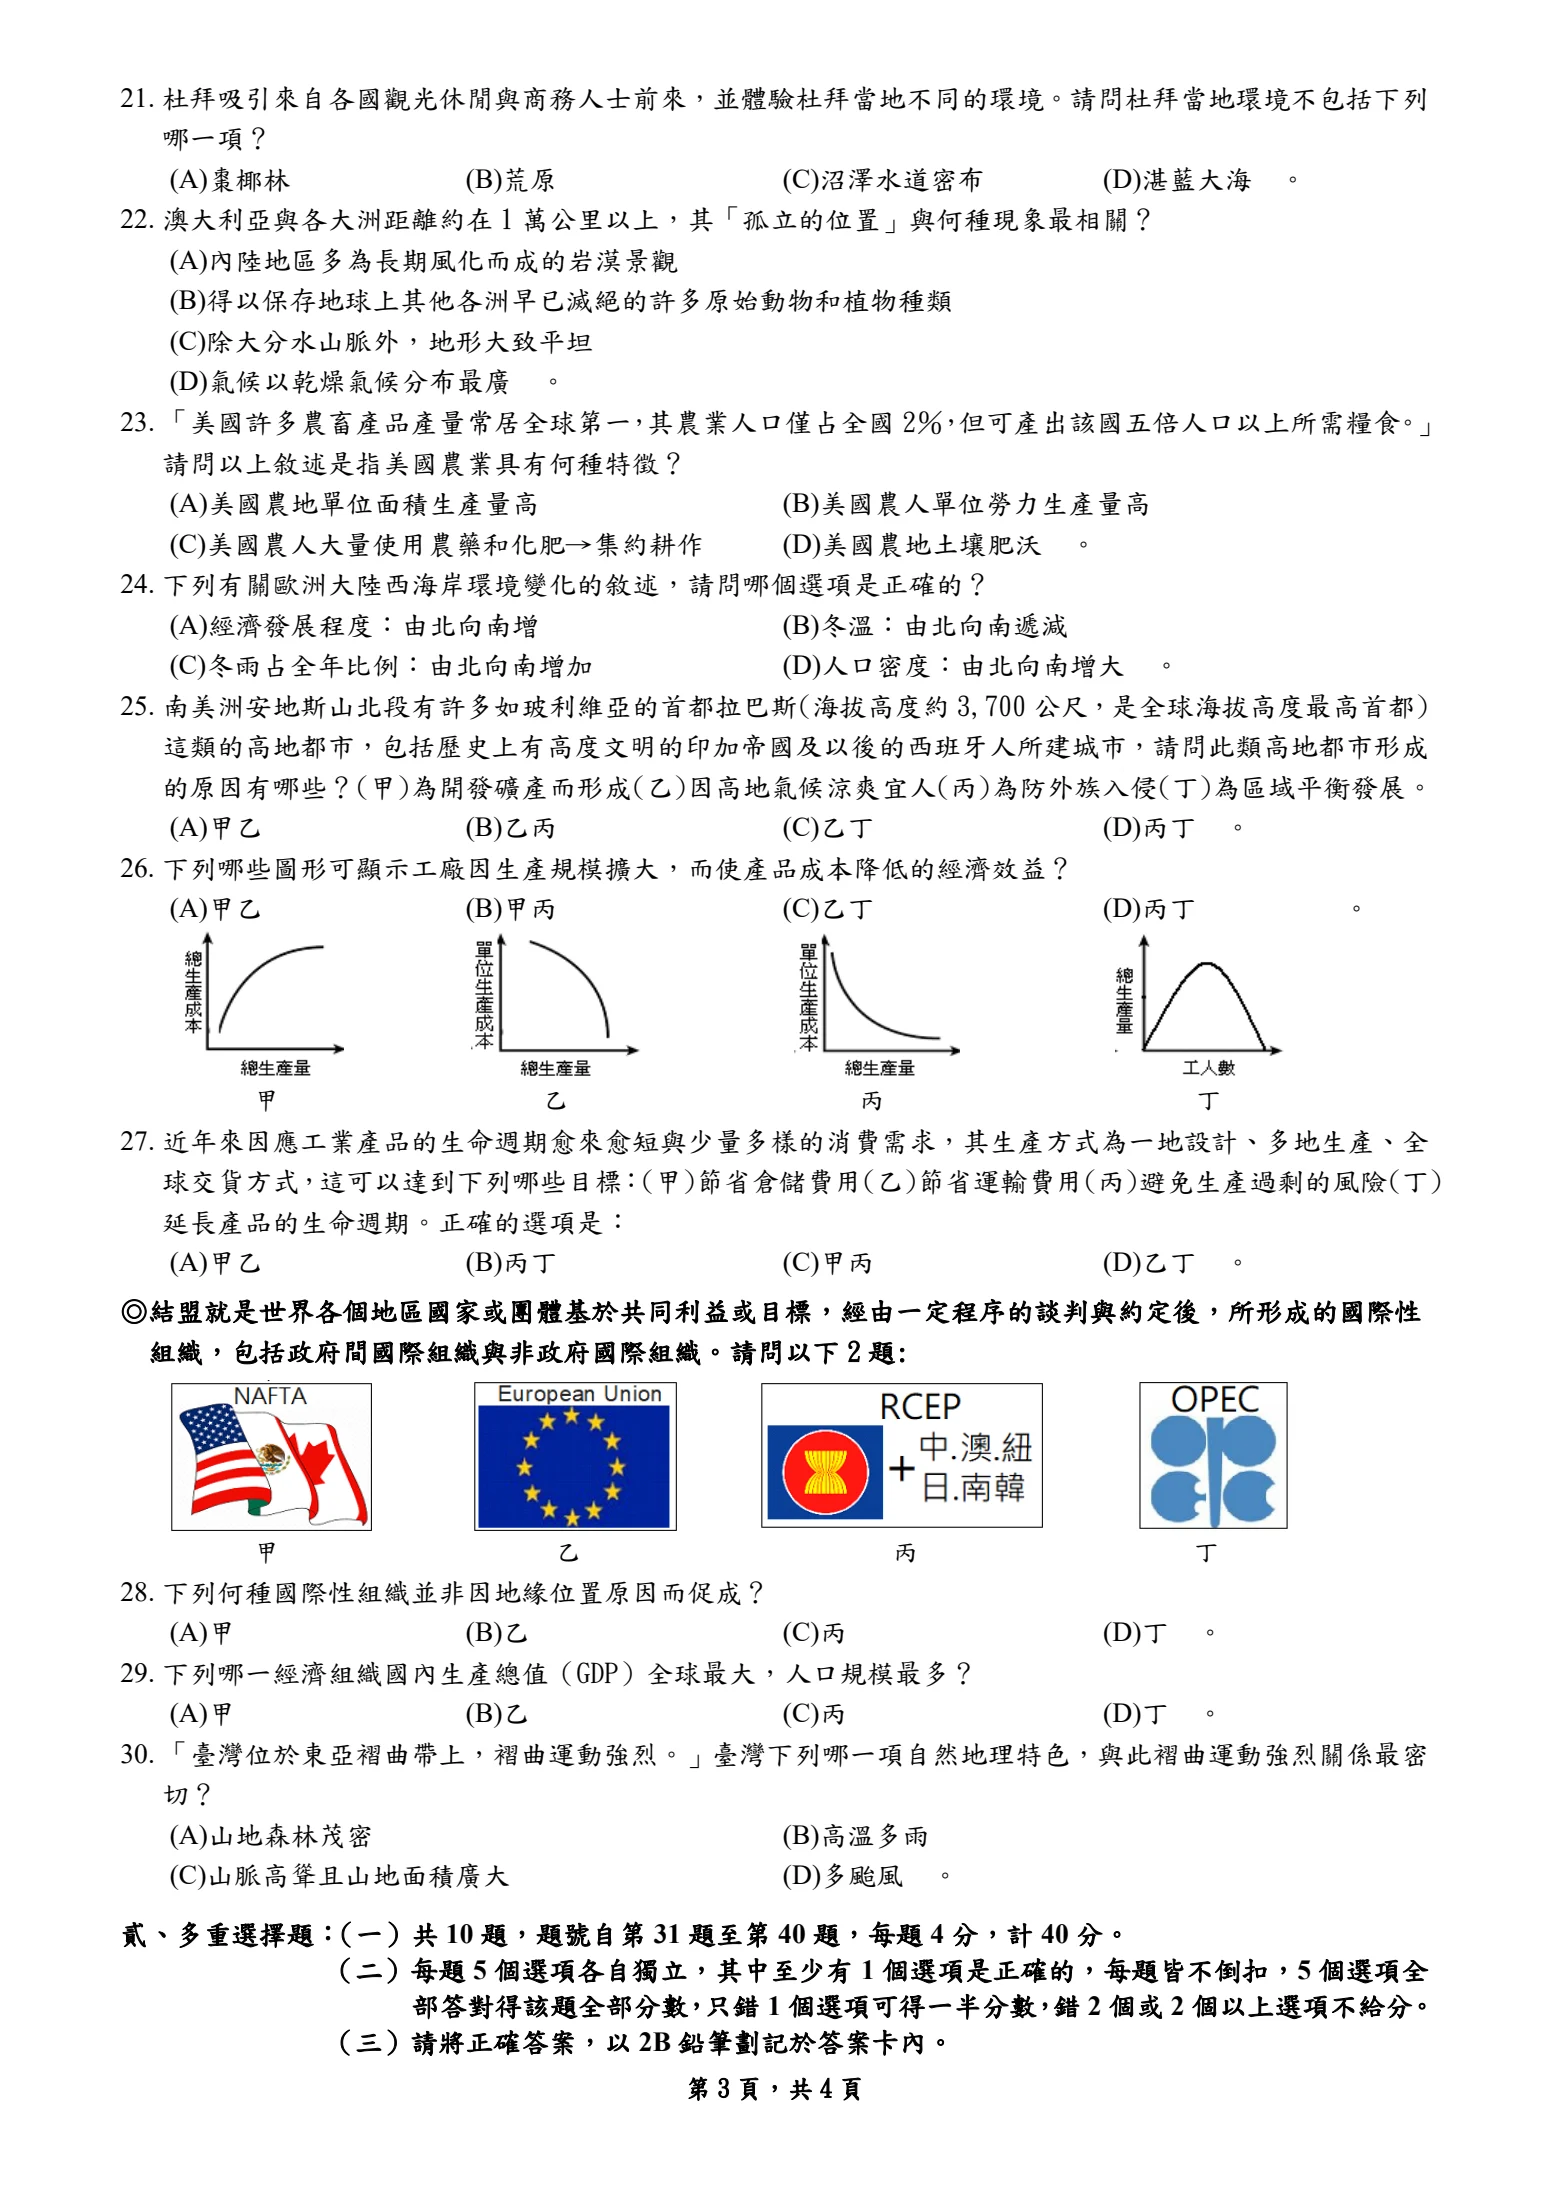 21. 杜拜吸引來自各國觀光休閒與商務人士前來，並體驗杜拜當地不同的環境。請問杜拜當地環境不包括下列
哪一項？
(A)棗椰林 (B)荒原 (C)沼澤水道密布 (D)湛藍大海 。
22. 澳大利亞與各大洲距離約在 1 萬公里以上，其「孤立的位置」與何種現象最相關？
(A)內陸地區多為長期風化而成的岩漠景觀
(B)得以保存地球上其他各洲早已滅絕的許多原始動物和植物種類
(C)除大分水山脈外，地形大致平坦
(D)氣候以乾燥氣候分布最廣 。
23. 「美國許多農畜產品產量常居全球第一，其農業人口僅占全國 2%，但可產出該國五倍人口以上所需糧食。」
請問以上敘述是指美國農業具有何種特徵？
(A)美國農地單位面積生產量高 (B)美國農人單位勞力生產量高
(C)美國農人大量使用農藥和化肥→集約耕作 (D)美國農地土壤肥沃 。
24. 下列有關歐洲大陸西海岸環境變化的敘述，請問哪個選項是正確的？
(A)經濟發展程度：由北向南增 (B)冬溫：由北向南遞減
(C)冬雨占全年比例：由北向南增加 (D)人口密度：由北向南增大 。
25. 南美洲安地斯山北段有許多如玻利維亞的首都拉巴斯(海拔高度約 3,700 公尺，是全球海拔高度最高首都)
這類的高地都市，包括歷史上有高度文明的印加帝國及以後的西班牙人所建城市，請問此類高地都市形成
的原因有哪些？(甲)為開發礦產而形成(乙)因高地氣候涼爽宜人(丙)為防外族入侵(丁)為區域平衡發展。
(A)甲乙 (B)乙丙 (C)乙丁 (D)丙丁 。
26. 下列哪些圖形可顯示工廠因生產規模擴大，而使產品成本降低的經濟效益？
(A)甲乙 (B)甲丙 (C)乙丁 (D)丙丁 。
總生產成本 單位生產成本 單位生產成本 總生產量
總生產量 總生產量 總生產量 工人數
甲 乙 丙 丁
27. 近年來因應工業產品的生命週期愈來愈短與少量多樣的消費需求，其生產方式為一地設計、多地生產、全
球交貨方式，這可以達到下列哪些目標：(甲)節省倉儲費用(乙)節省運輸費用(丙)避免生產過剩的風險(丁)
延長產品的生命週期。正確的選項是：
(A)甲乙 (B)丙丁 (C)甲丙 (D)乙丁 。
◎結盟就是世界各個地區國家或團體基於共同利益或目標，經由一定程序的談判與約定後，所形成的國際性
組織，包括政府間國際組織與非政府國際組織。請問以下 2 題:
NAFTA European Union RCEP OPEC
+ 中.澳.紐
日.南韓
甲 乙 丙 丁
28. 下列何種國際性組織並非因地緣位置原因而促成？
(A)甲 (B)乙 (C)丙 (D)丁 。
29. 下列哪一經濟組織國內生產總值（GDP）全球最大，人口規模最多？
(A)甲 (B)乙 (C)丙 (D)丁 。
30. 「臺灣位於東亞褶曲帶上，褶曲運動強烈。」臺灣下列哪一項自然地理特色，與此褶曲運動強烈關係最密
切？
(A)山地森林茂密 (B)高溫多雨
(C)山脈高聳且山地面積廣大 (D)多颱風 。
貳、多重選擇題：（一）共 10 題，題號自第 31 題至第 40 題，每題 4 分，計 40 分。
（二）每題 5 個選項各自獨立，其中至少有 1 個選項是正確的，每題皆不倒扣，5 個選項全
部答對得該題全部分數，只錯 1 個選項可得一半分數，錯 2 個或 2 個以上選項不給分。
（三）請將正確答案，以 2B 鉛筆劃記於答案卡內。
第 3 頁，共 4 頁